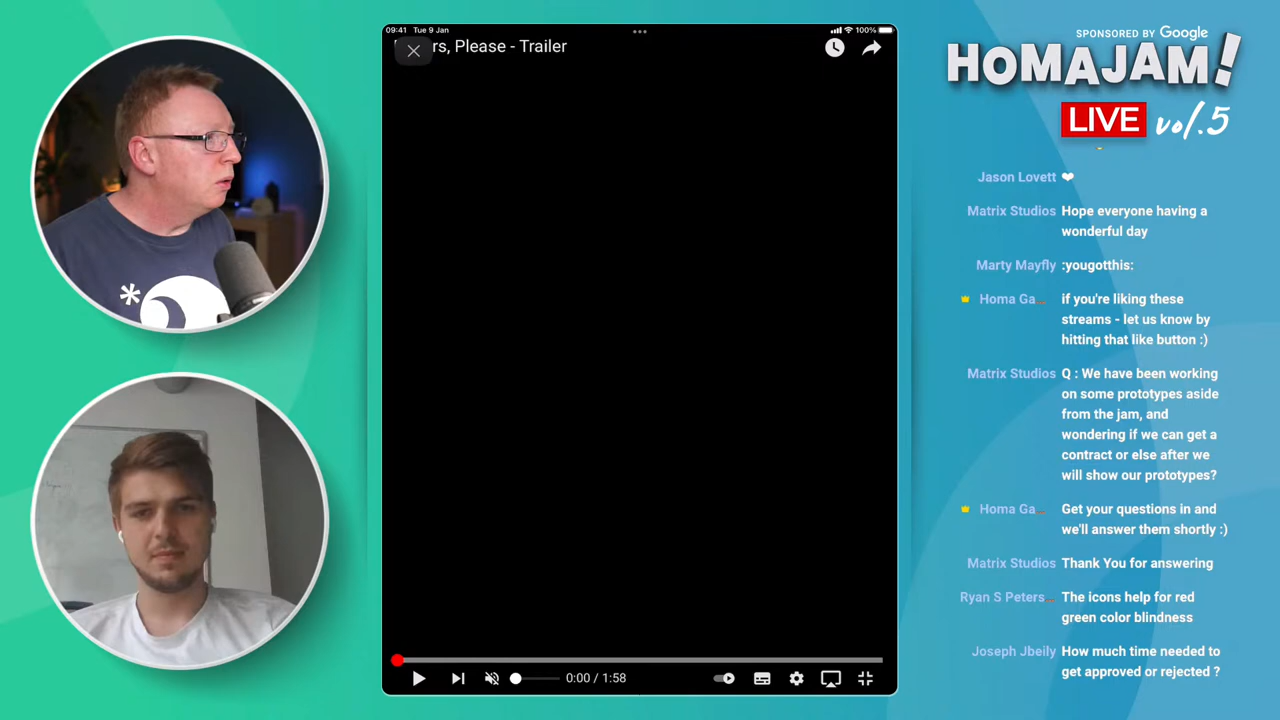 09:41 Tue 9 Jan
100%
rs, Please - Trailer
0:00 / 1:58
SPONSORED BY Google
HOMAJAM!
LIVE vol.5
Jason Lovett ❤
Matrix Studios Hope everyone having a
wonderful day
Marty Mayfly :yougotthis:
Homa Ga... if you're liking these
streams - let us know by
hitting that like button :)
Matrix Studios Q : We have been working
on some prototypes aside
from the jam, and
wondering if we can get a
contract or else after we
will show our prototypes?
Homa Ga... Get your questions in and
we'll answer them shortly :)
Matrix Studios Thank You for answering
Ryan S Peters... The icons help for red
green color blindness
Joseph Jbeily How much time needed to
get approved or rejected ?